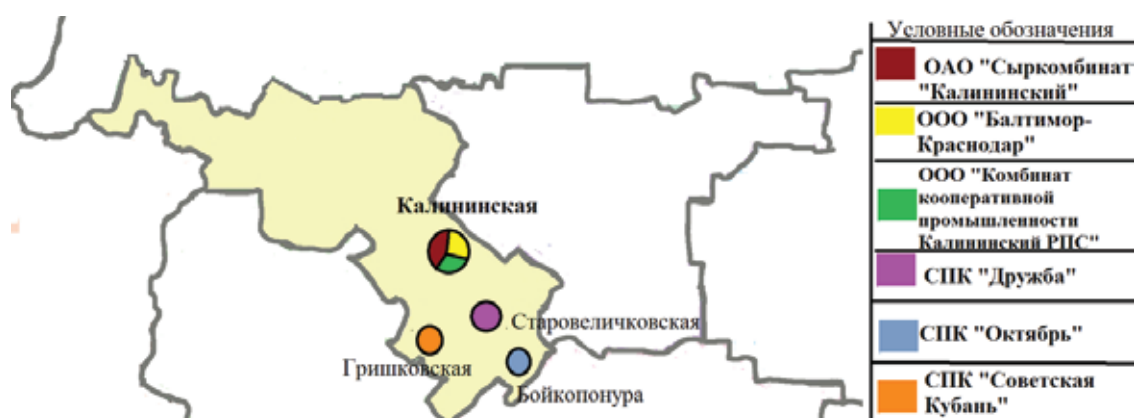 Калининская
Старовеличковская
Гришковская
Бойкопонура
Условные обозначения
ОАО "Сыркомбинат
"Калининский"
ООО "Балтимор-
Краснодар"
ООО "Комбинат
кооперативной
промышленности
Калининский РПС"
СПК "Дружба"
СПК "Октябрь"
СПК "Советская
Кубань"